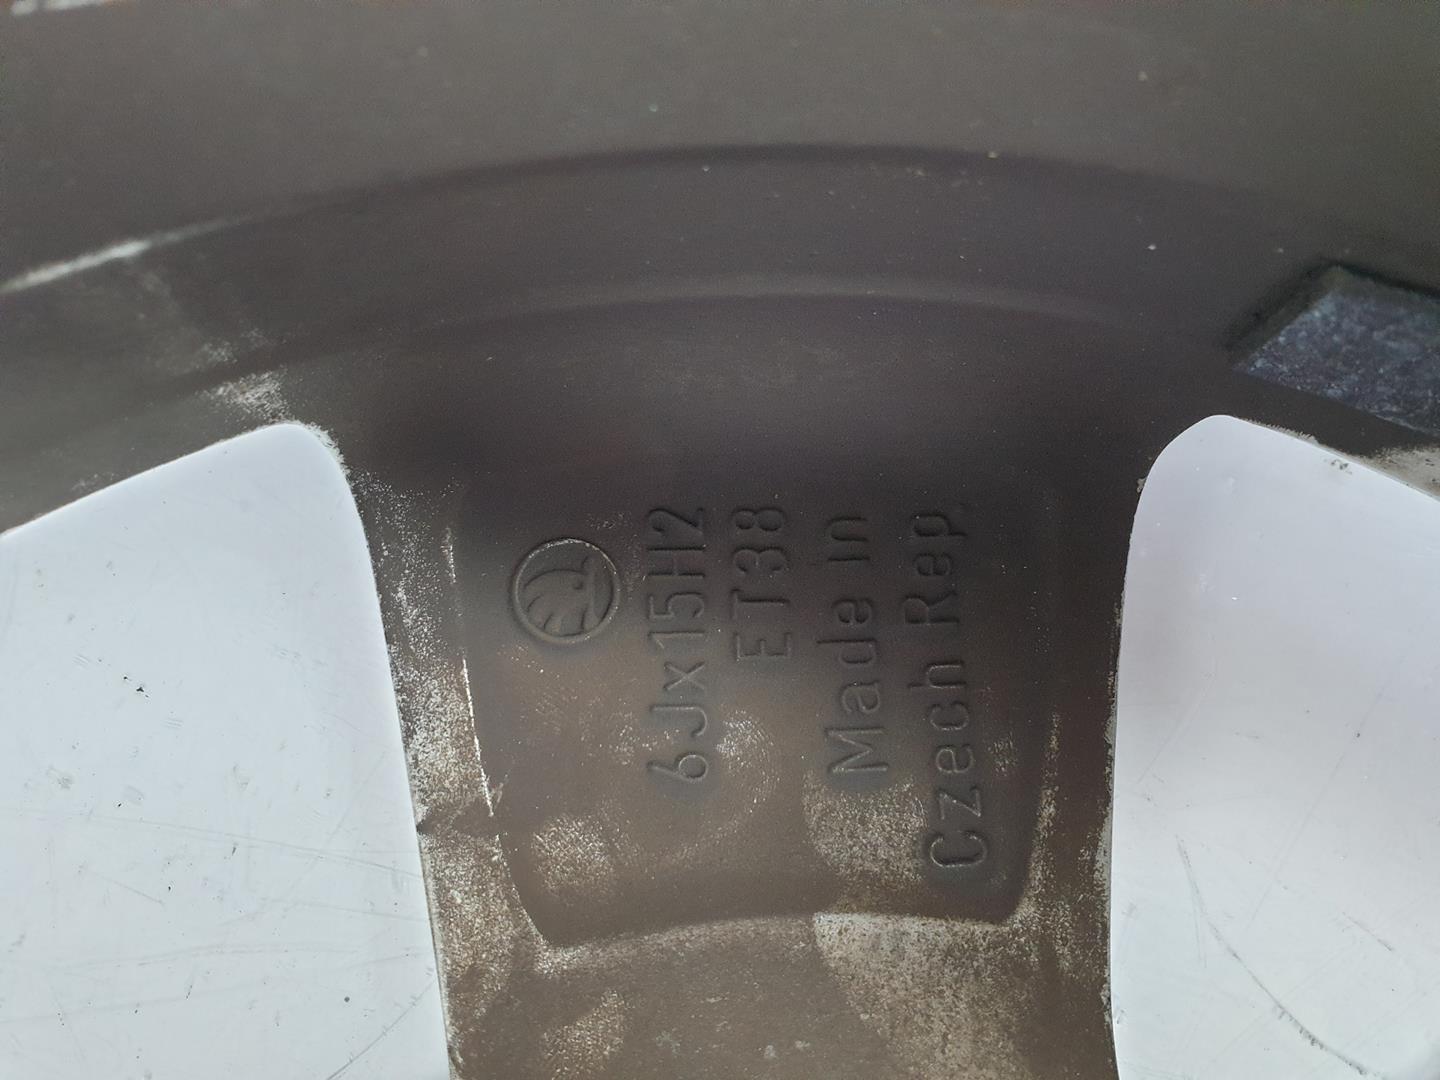 6Jx15H2
ET38
Made in
Czech Rep.